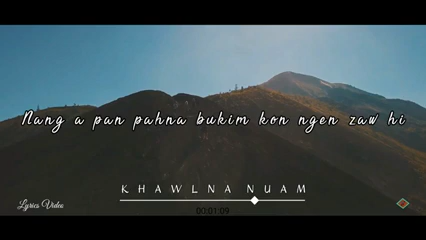 Nang a pan pahna bukim kon ngen zaw hi
KHAWLNA NUAM
Lyrics Video
00:01:09